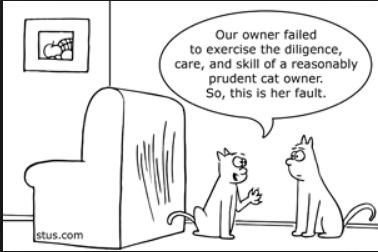 Our owner failed
to exercise the diligence,
care, and skill of a reasonably
prudent cat owner.
So, this is her fault.
stus.com